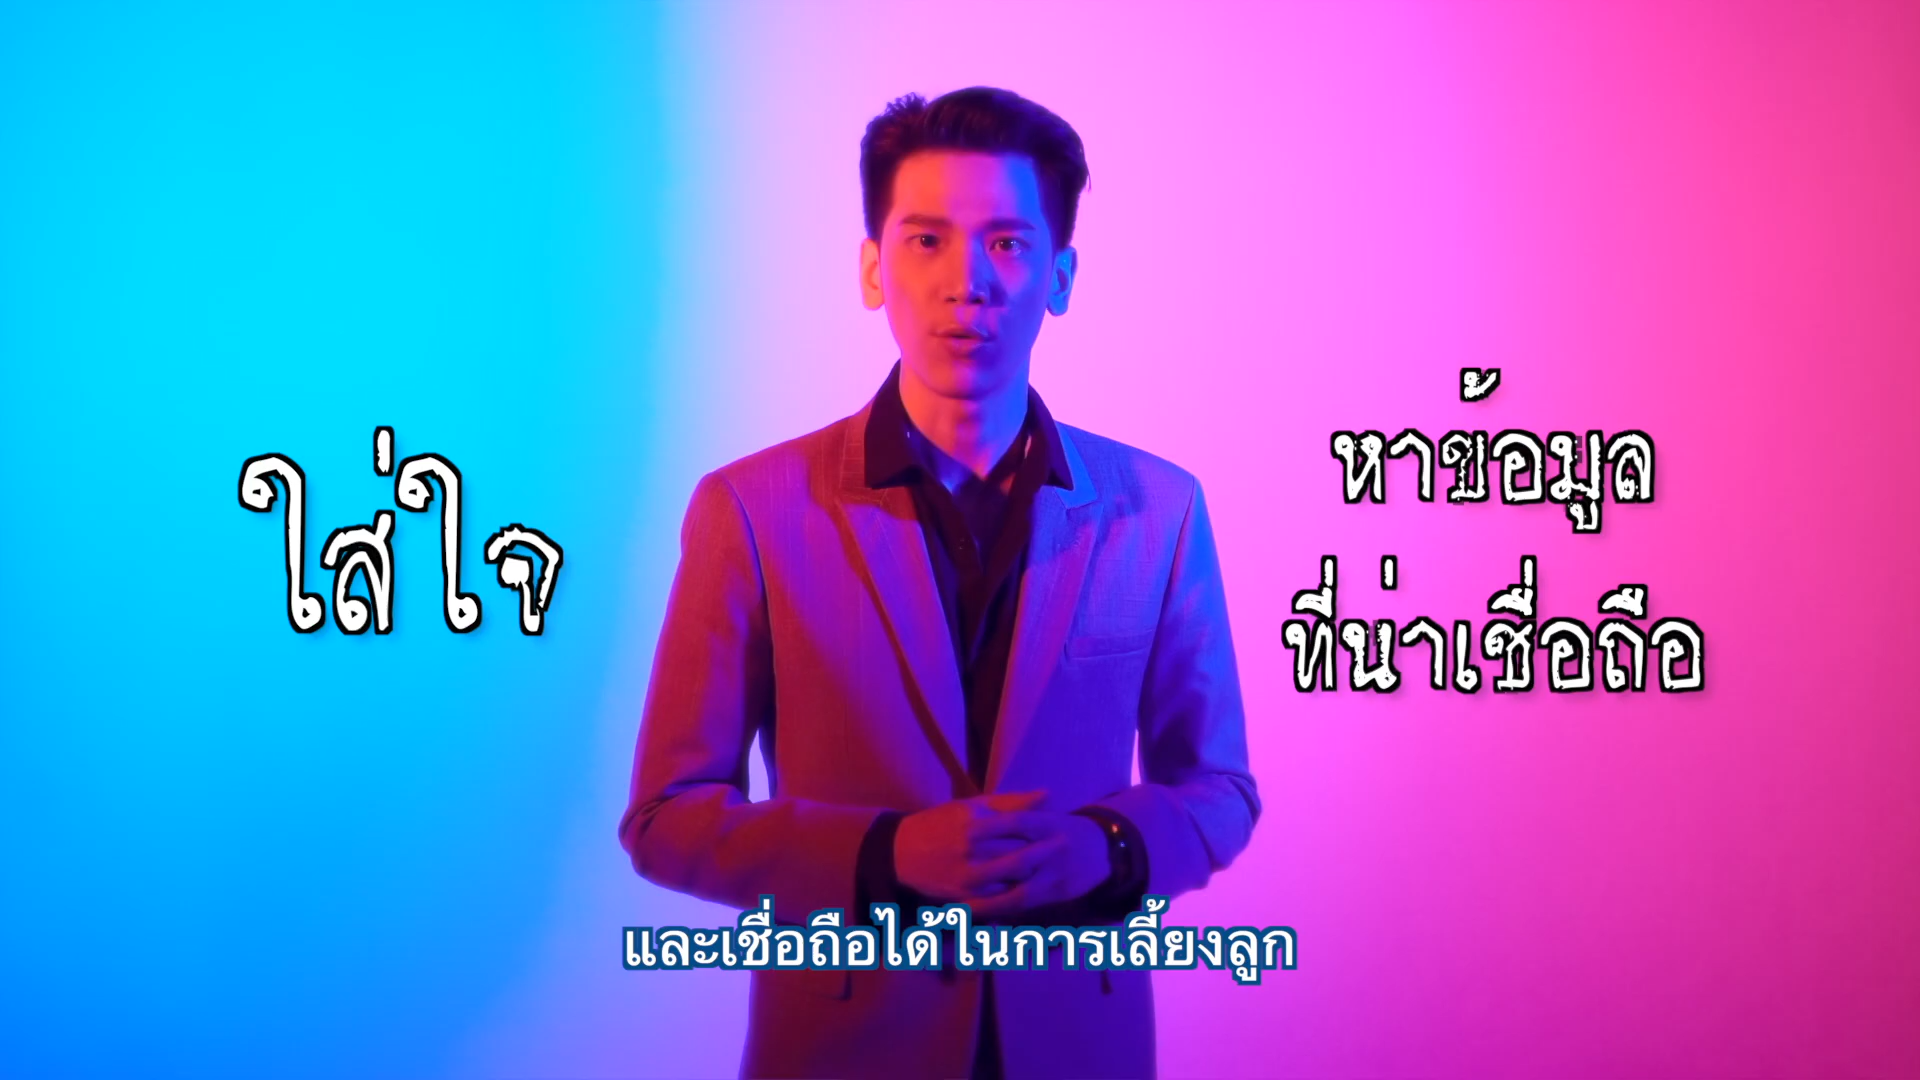 ใส่ใจ
หาข้อมูล
ที่น่าเชื่อถือ
และเชื่อถือได้ในการเลี้ยงลูก